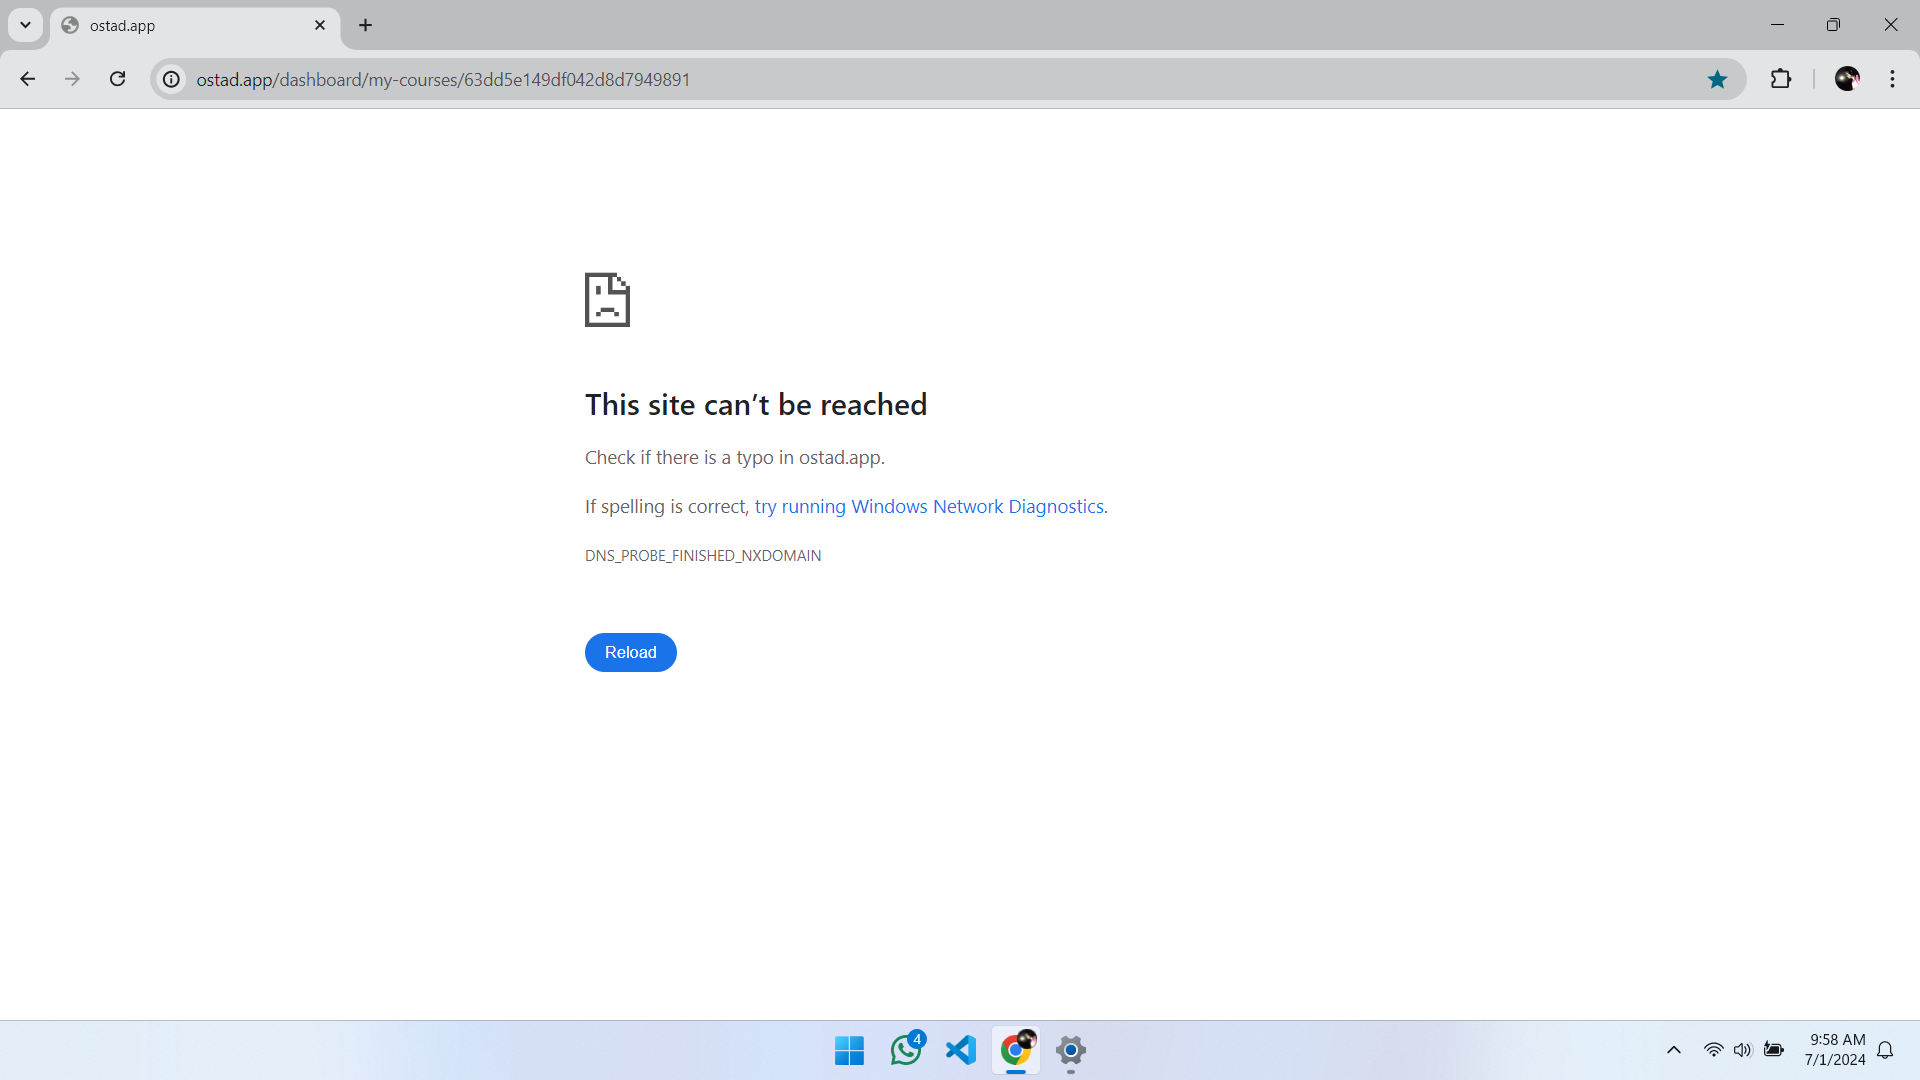 ostad.app
ostad.app/dashboard/my-courses/63dd5e149df042d8d7949891
This site can’t be reached
Check if there is a typo in ostad.app.
If spelling is correct, try running Windows Network Diagnostics.
DNS_PROBE_FINISHED_NXDOMAIN
Reload
4
9:58 AM
7/1/2024